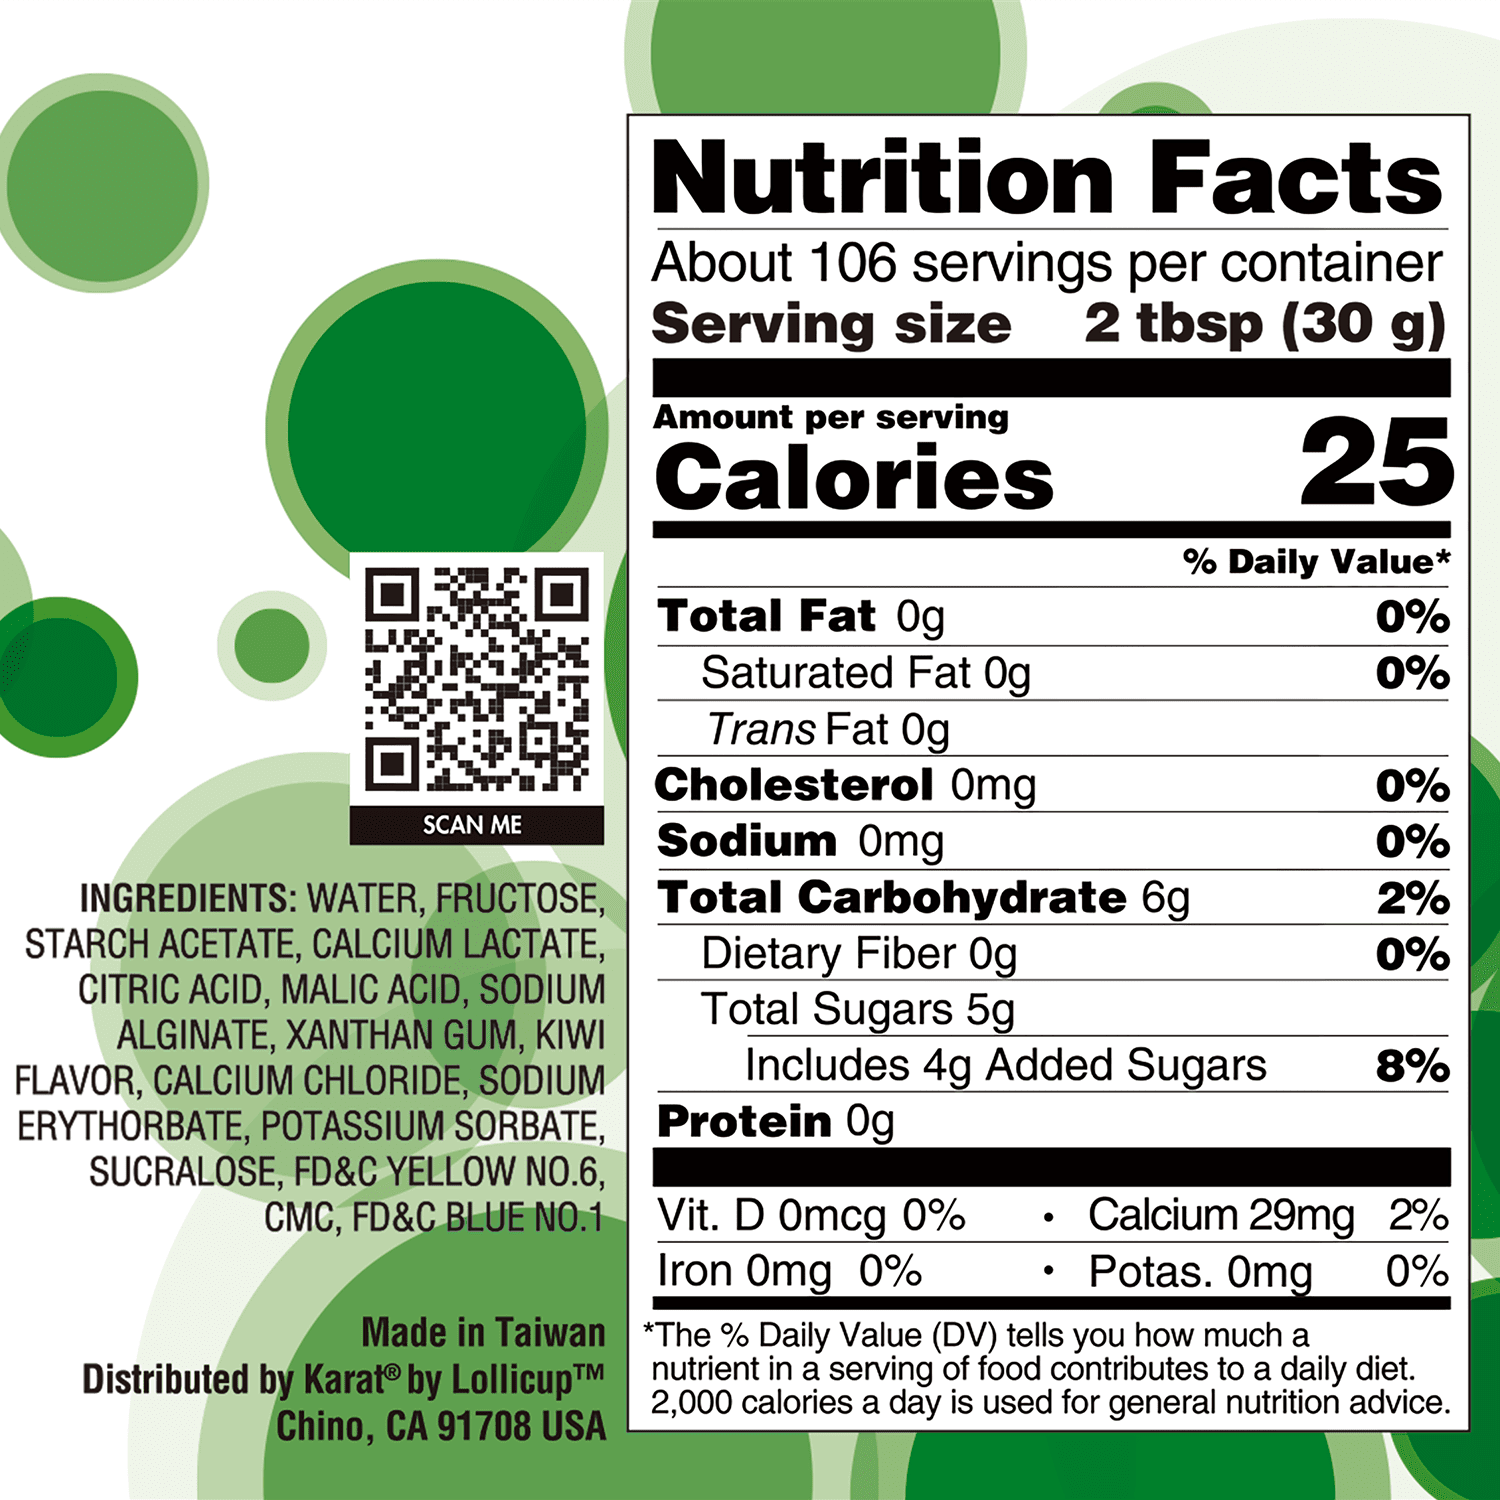 Nutrition Facts
About 106 servings per container
Serving size 2 tbsp (30 g)
Amount per serving
Calories 25
% Daily Value*
Total Fat 0g 0%
Saturated Fat 0g 0%
Trans Fat 0g
Cholesterol 0mg 0%
Sodium 0mg 0%
Total Carbohydrate 6g 2%
Dietary Fiber 0g 0%
Total Sugars 5g
Includes 4g Added Sugars 8%
Protein 0g
Vit. D 0mcg 0% • Calcium 29mg 2%
Iron 0mg 0% • Potas. 0mg 0%
*The % Daily Value (DV) tells you how much a
nutrient in a serving of food contributes to a daily diet.
2,000 calories a day is used for general nutrition advice.
SCAN ME
INGREDIENTS: WATER, FRUCTOSE,
STARCH ACETATE, CALCIUM LACTATE,
CITRIC ACID, MALIC ACID, SODIUM
ALGINATE, XANTHAN GUM, KIWI
FLAVOR, CALCIUM CHLORIDE, SODIUM
ERYTHORBATE, POTASSIUM SORBATE,
SUCRALOSE, FD&C YELLOW NO.6,
CMC, FD&C BLUE NO.1
Made in Taiwan
Distributed by Karat® by Lollicup™
Chino, CA 91708 USA